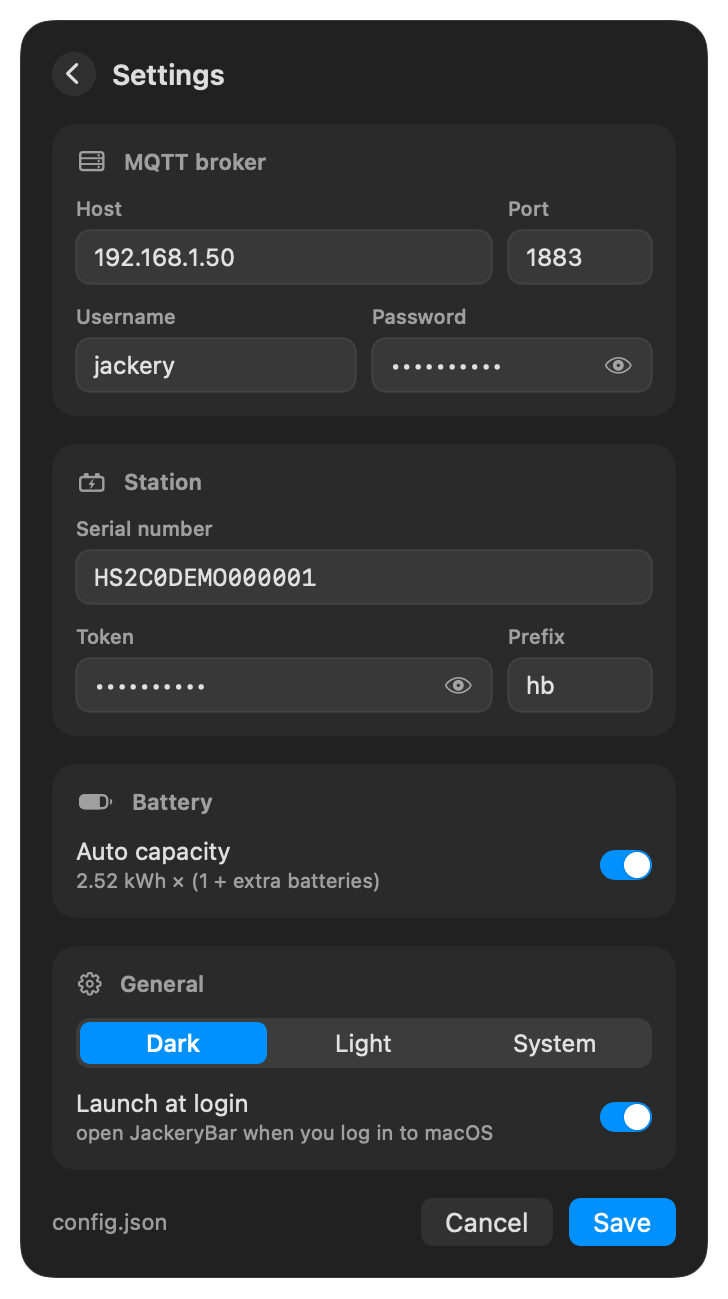 Settings
MQTT broker
Host Port
192.168.1.50 1883
Username Password
jackery ••••••••••
Station
Serial number
HS2C0DEMO000001
Token Prefix
•••••••••• hb
Battery
Auto capacity
2.52 kWh × (1 + extra batteries)
General
Dark Light System
Launch at login
open JackeryBar when you log in to macOS
config.json Cancel Save